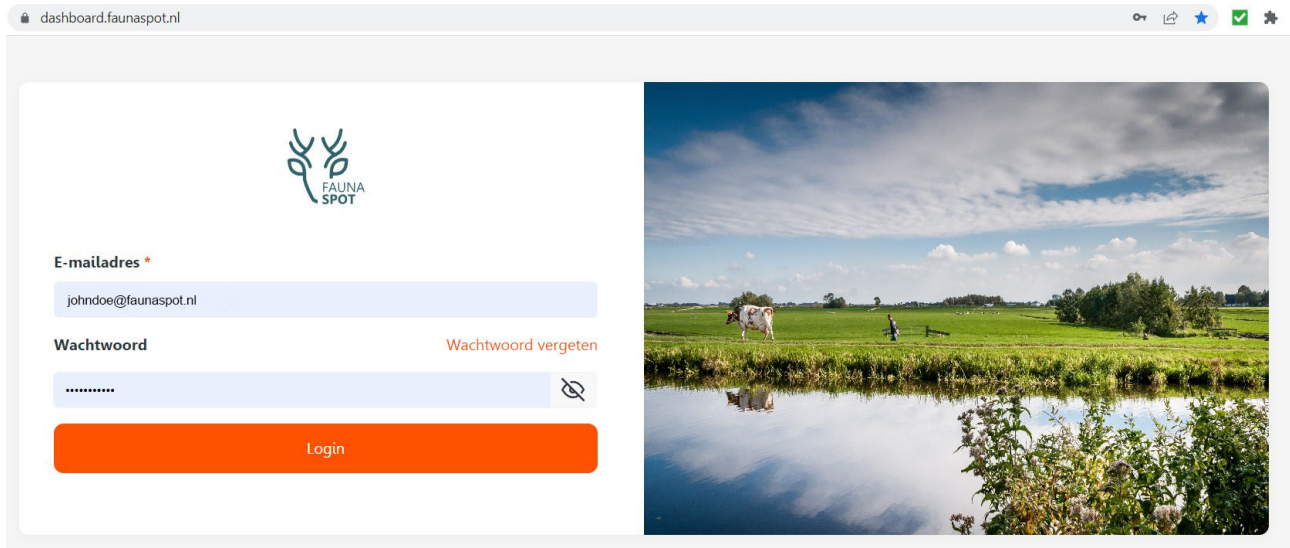 dashboard.faunaspot.nl
FAUNA
SPOT
E-mailadres *
johndoe@faunaspot.nl
Wachtwoord Wachtwoord vergeten
•••••••••••
Login